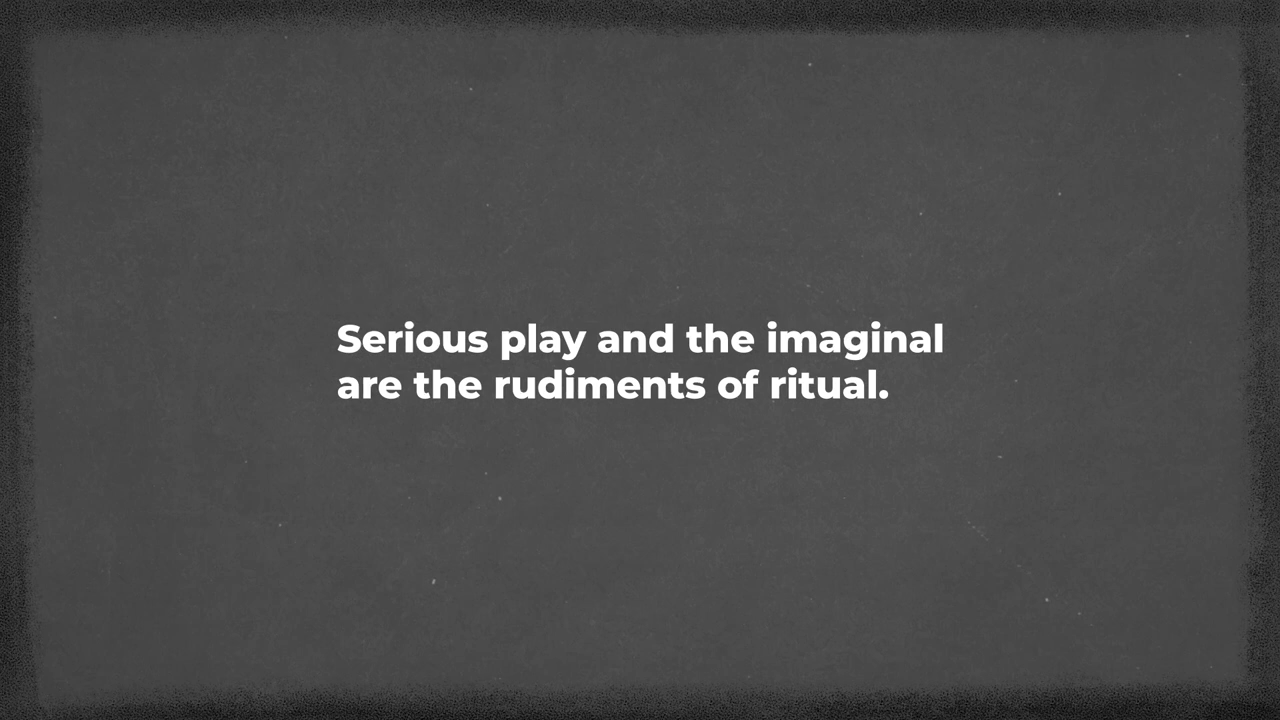 Serious play and the imaginal
are the rudiments of ritual.